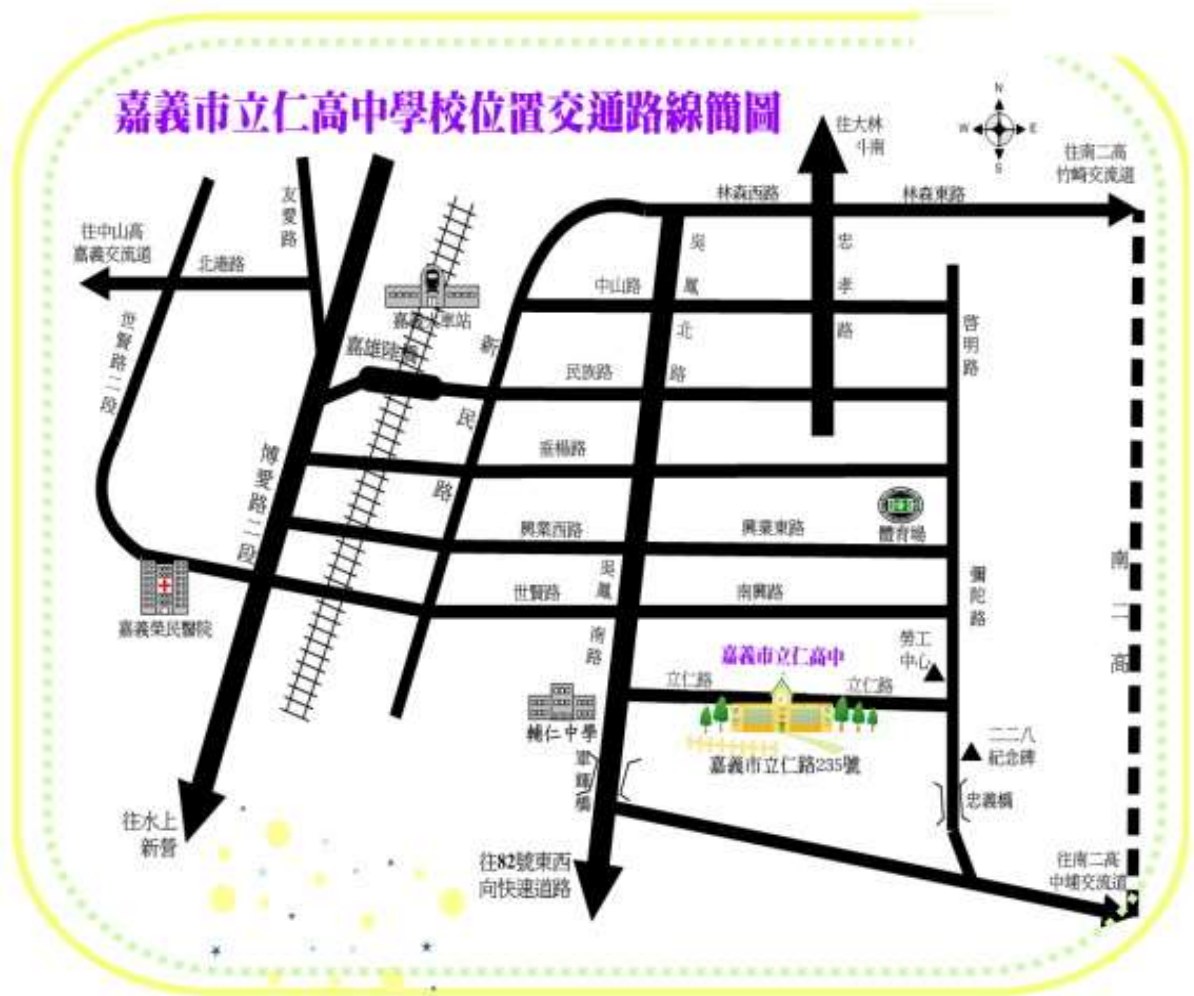 嘉義市立仁高中學校位置交通路線簡圖
N
W
E
S
往大林
斗南
往南二高
竹崎交流道
林森西路
林森東路
友愛路
往中山高
嘉義交流道
北港路
吳鳳北路
忠孝路
中山路
嘉義火車站
世賢路二段
新民路
啓明路
嘉雄陸橋
民族路
垂楊路
博愛路二段
體育場
興業西路
興業東路
南二高
彌陀路
吳鳳南路
世賢路
南興路
嘉義榮民醫院
勞工
中心
嘉義市立仁高中
立仁路
立仁路
輔仁中學
軍輝橋
嘉義市立仁路235號
二二八
紀念碑
忠義橋
往水上
新營
往82號東西
向快速道路
往南二高
中埔交流道